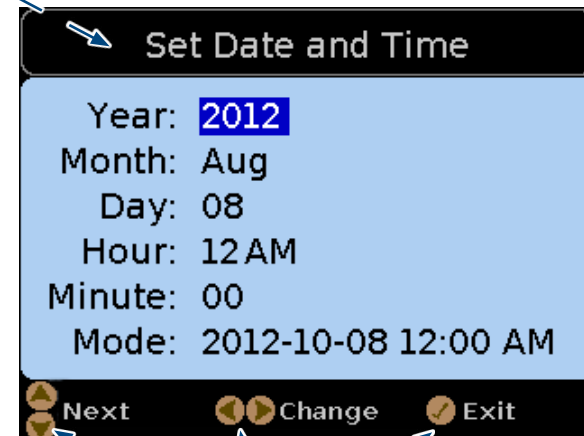 Set Date and Time
Year: 2012
Month: Aug
Day: 08
Hour: 12 AM
Minute: 00
Mode: 2012-10-08 12:00 AM
Next Change Exit